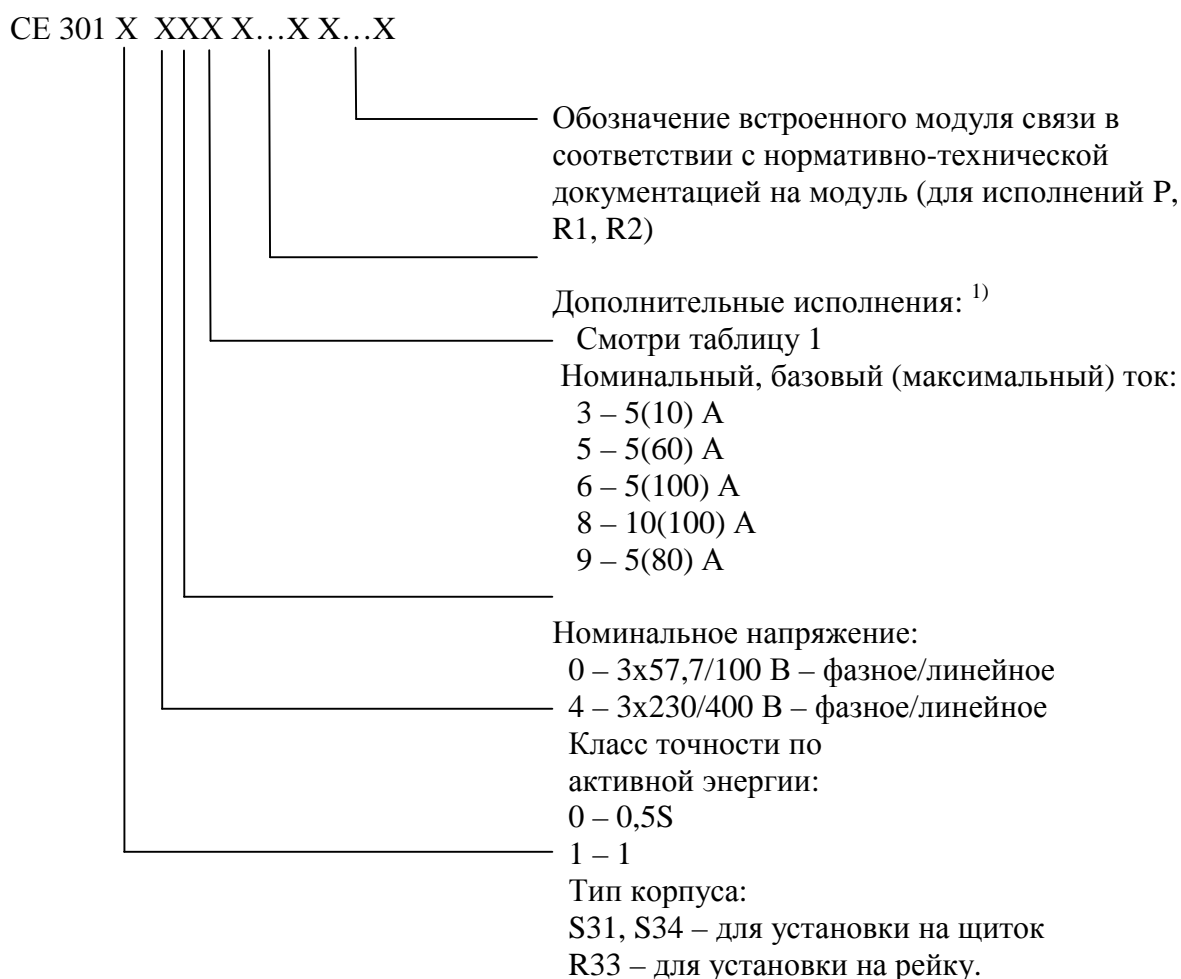 СЕ 301 X XXX X…X X…X
Обозначение встроенного модуля связи в
соответствии с нормативно-технической
документацией на модуль (для исполнений P,
R1, R2)
Дополнительные исполнения: 1)
Смотри таблицу 1
Номинальный, базовый (максимальный) ток:
3 – 5(10) А
5 – 5(60) А
6 – 5(100) А
8 – 10(100) А
9 – 5(80) А
Номинальное напряжение:
0 – 3x57,7/100 В – фазное/линейное
4 – 3x230/400 В – фазное/линейное
Класс точности по
активной энергии:
0 – 0,5S
1 – 1
Тип корпуса:
S31, S34 – для установки на щиток
R33 – для установки на рейку.